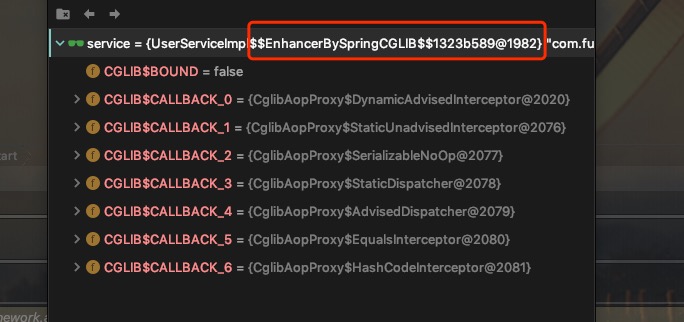 service = {UserServiceImpl$$EnhancerBySpringCGLIB$$1323b589@1982} "com.fu
CGLIB$BOUND = false
CGLIB$CALLBACK_0 = {CglibAopProxy$DynamicAdvisedInterceptor@2020}
CGLIB$CALLBACK_1 = {CglibAopProxy$StaticUnadvisedInterceptor@2076}
CGLIB$CALLBACK_2 = {CglibAopProxy$SerializableNoOp@2077}
tart
CGLIB$CALLBACK_3 = {CglibAopProxy$StaticDispatcher@2078}
CGLIB$CALLBACK_4 = {CglibAopProxy$AdvisedDispatcher@2079}
CGLIB$CALLBACK_5 = {CglibAopProxy$EqualsInterceptor@2080}
CGLIB$CALLBACK_6 = {CglibAopProxy$HashCodeInterceptor@2081}
mework.a